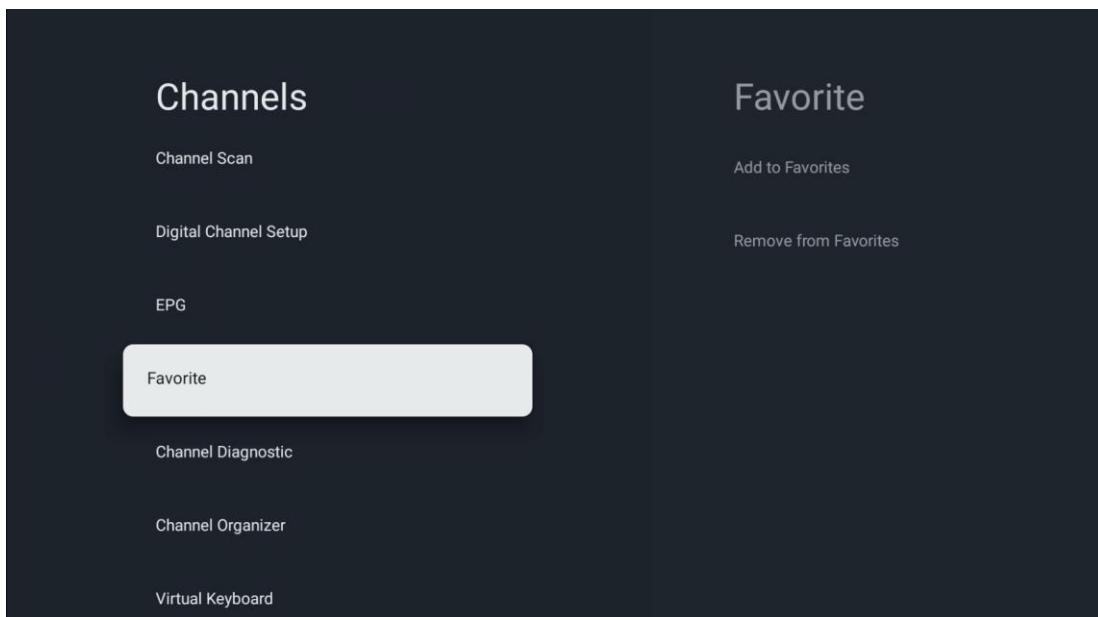 Channels
Channel Scan
Digital Channel Setup
EPG
Favorite
Channel Diagnostic
Channel Organizer
Virtual Keyboard
Favorite
Add to Favorites
Remove from Favorites